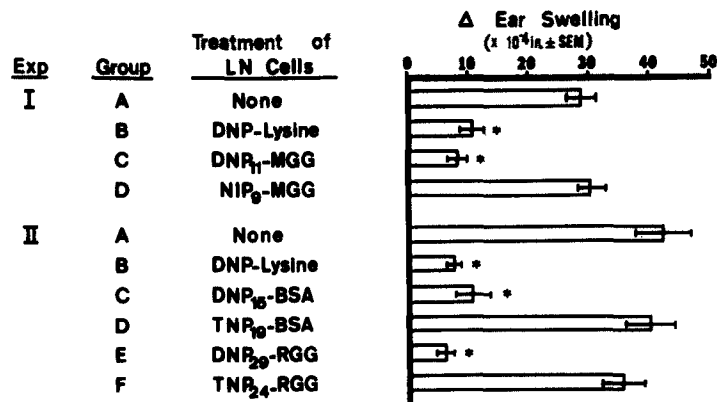 Δ Ear Swelling
(x 10⁻⁴in. ± SEM)
Treatment of
Exp Group LN Cells
0 10 20 30 40 50
I A None
B DNP-Lysine *
C DNP₁₁-MGG *
D NIP₉-MGG
II A None
B DNP-Lysine *
C DNP₁₅-BSA *
D TNP₁₉-BSA
E DNP₂₉-RGG *
F TNP₂₄-RGG